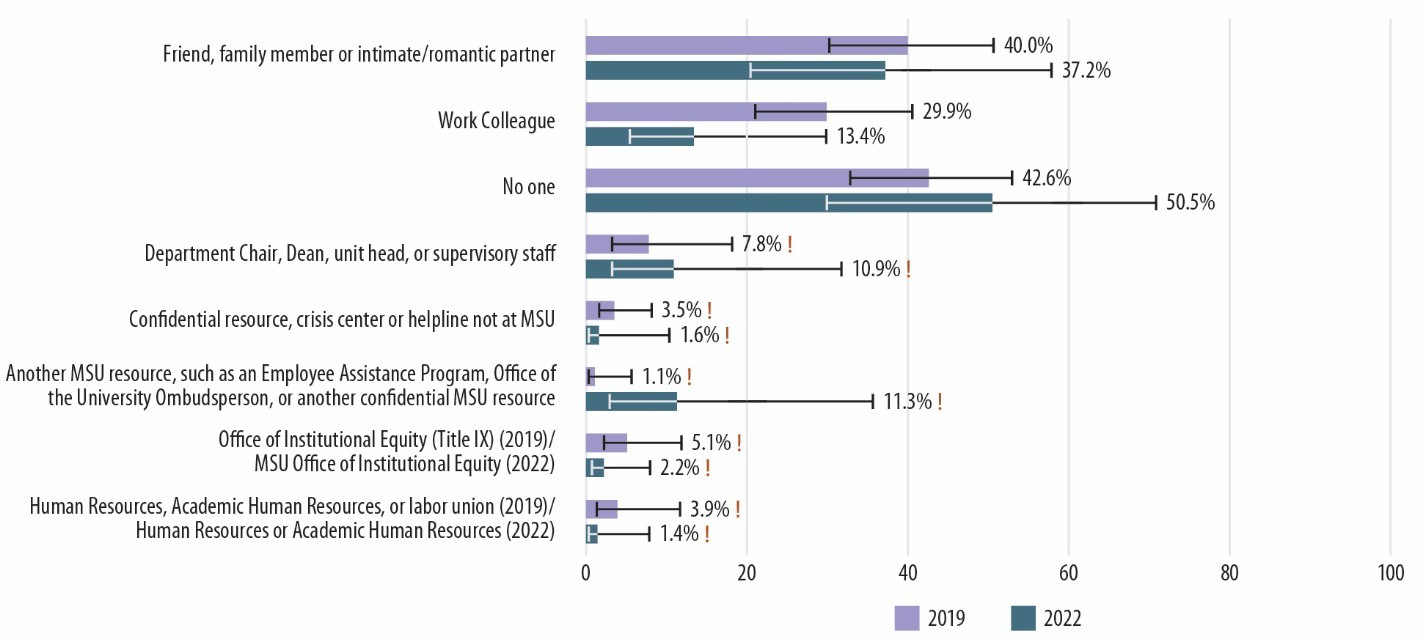 Friend, family member or intimate/romantic partner
40.0%
37.2%
Work Colleague
29.9%
13.4%
No one
42.6%
50.5%
Department Chair, Dean, unit head, or supervisory staff
7.8% !
10.9% !
Confidential resource, crisis center or helpline not at MSU
3.5% !
1.6% !
Another MSU resource, such as an Employee Assistance Program, Office of
the University Ombudsperson, or another confidential MSU resource
1.1% !
11.3% !
Office of Institutional Equity (Title IX) (2019)/
MSU Office of Institutional Equity (2022)
5.1% !
2.2% !
Human Resources, Academic Human Resources, or labor union (2019)/
Human Resources or Academic Human Resources (2022)
3.9% !
1.4% !
0 20 40 60 80 100
2019 2022